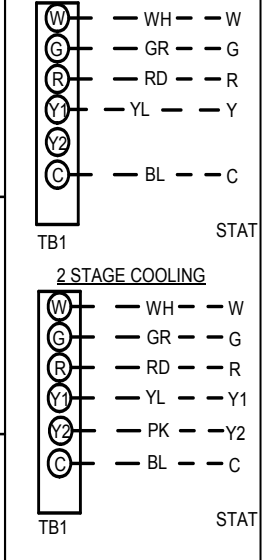 W WH W
G GR G
R RD R
Y1 YL Y
Y2
C BL C
TB1 STAT
2 STAGE COOLING
W WH W
G GR G
R RD R
Y1 YL Y1
Y2 PK Y2
C BL C
TB1 STAT